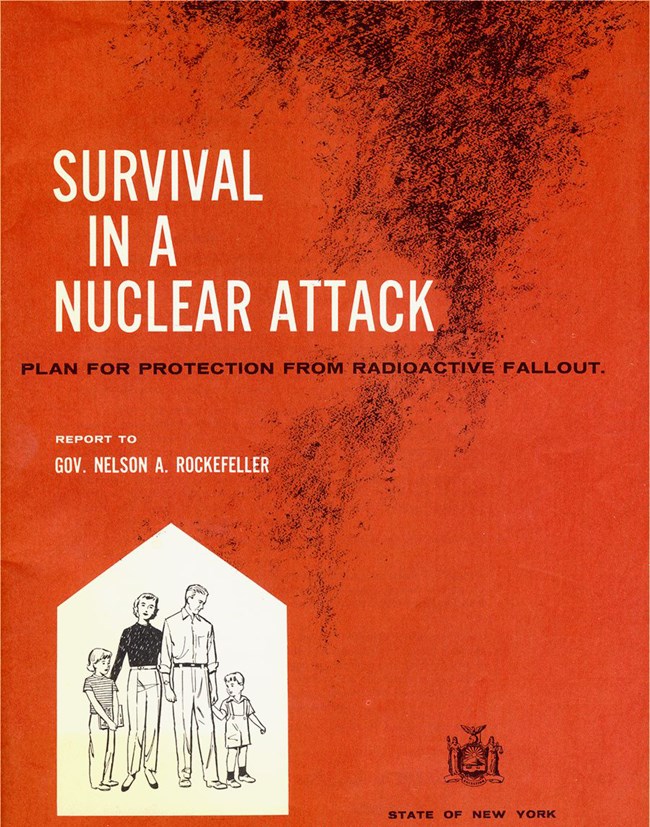 SURVIVAL
IN A
NUCLEAR ATTACK
PLAN FOR PROTECTION FROM RADIOACTIVE FALLOUT.
REPORT TO
GOV. NELSON A. ROCKEFELLER
STATE OF NEW YORK